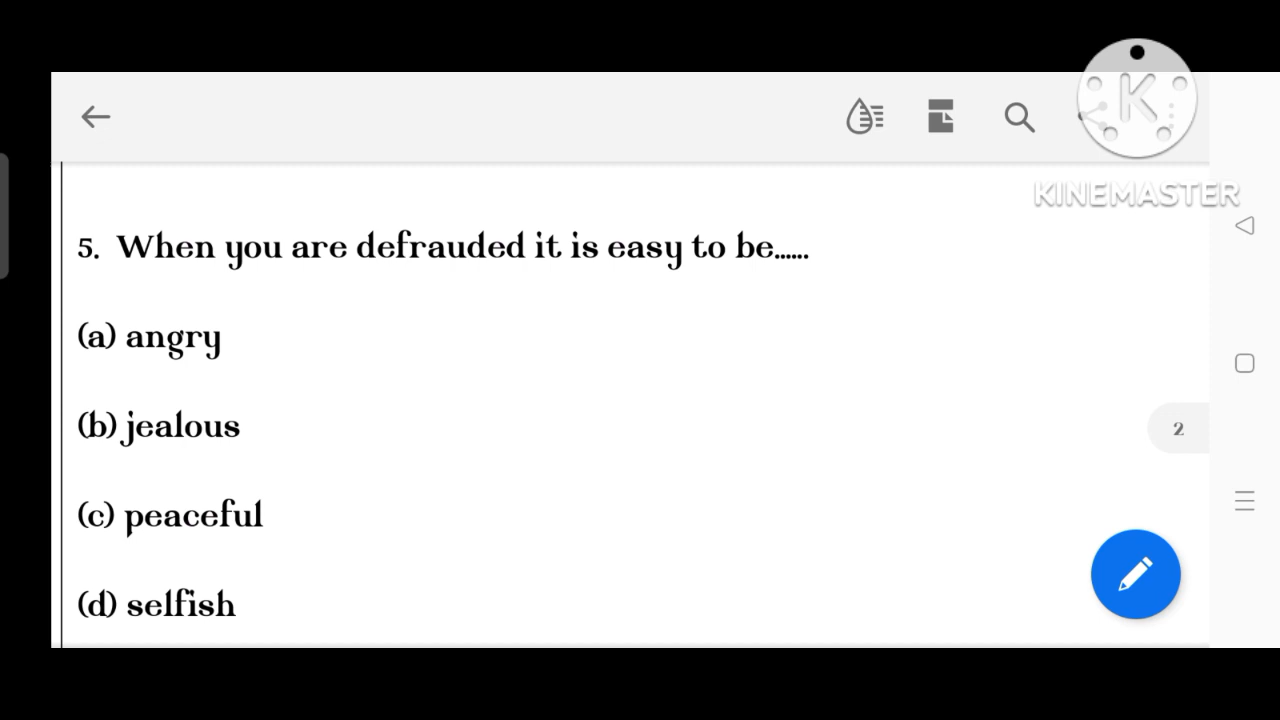 KINEMASTER
5. When you are defrauded it is easy to be......
(a) angry
(b) jealous
2
(c) peaceful
(d) selfish